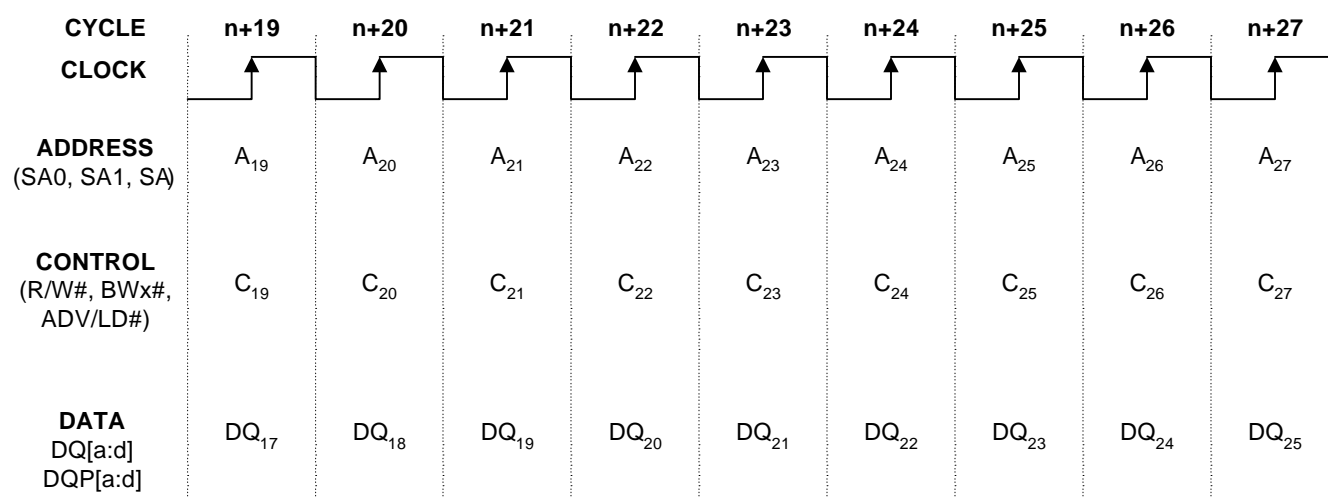 CYCLE n+19 n+20 n+21 n+22 n+23 n+24 n+25 n+26 n+27
CLOCK
ADDRESS
(SA0, SA1, SA) A19 A20 A21 A22 A23 A24 A25 A26 A27
CONTROL
(R/W#, BWx#, C19 C20 C21 C22 C23 C24 C25 C26 C27
ADV/LD#)
DATA
DQ[a:d] DQ17 DQ18 DQ19 DQ20 DQ21 DQ22 DQ23 DQ24 DQ25
DQP[a:d]